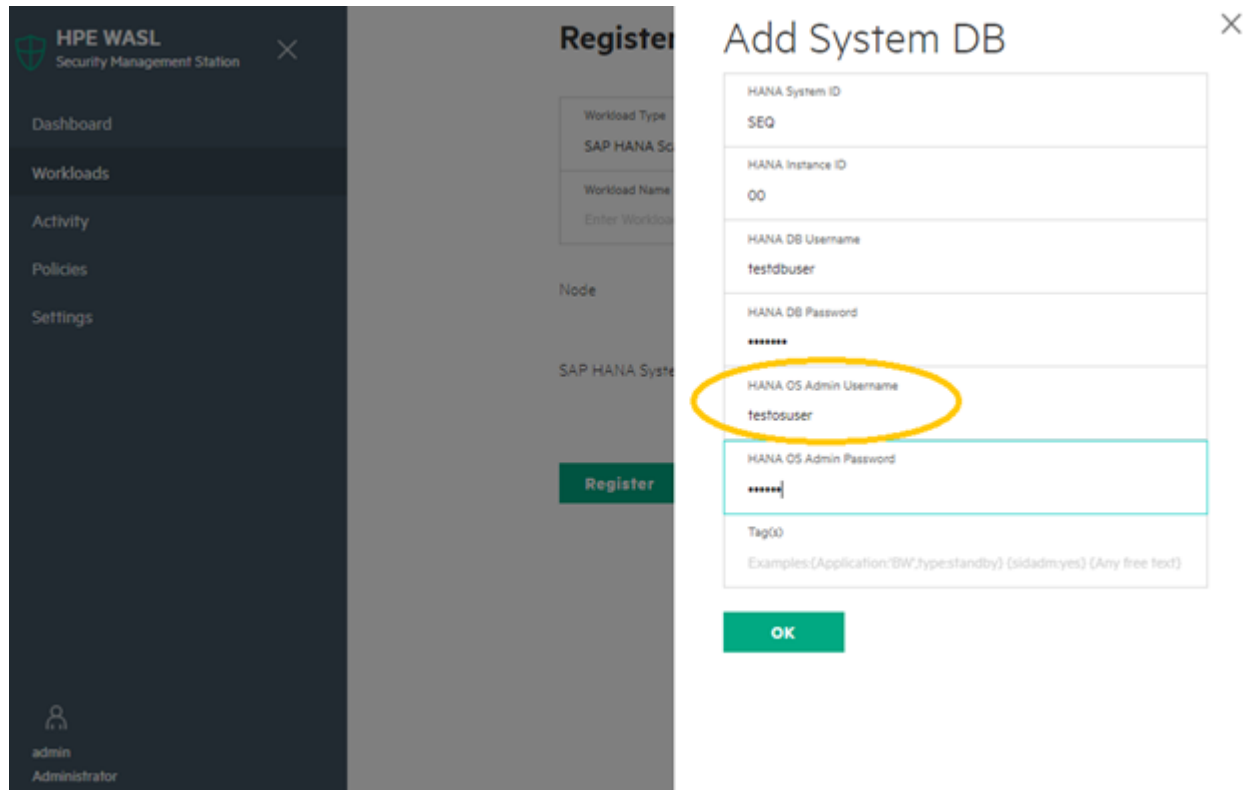 HPE WASL
Security Management Station
Dashboard
Workloads
Activity
Policies
Settings
admin
Administrator
Register
Workload Type
SAP HANA
Workload Name
Enter
Node
SAP HANA
Register
Add System DB
HANA System ID
SEQ
HANA Instance ID
00
HANA DB Username
testdbuser
HANA DB Password
•••••••
HANA OS Admin Username
testosuser
HANA OS Admin Password
••••••
Tag(s)
Examples:{Application:'BW',type:standby} {sidadm:yes} {Any free text}
OK